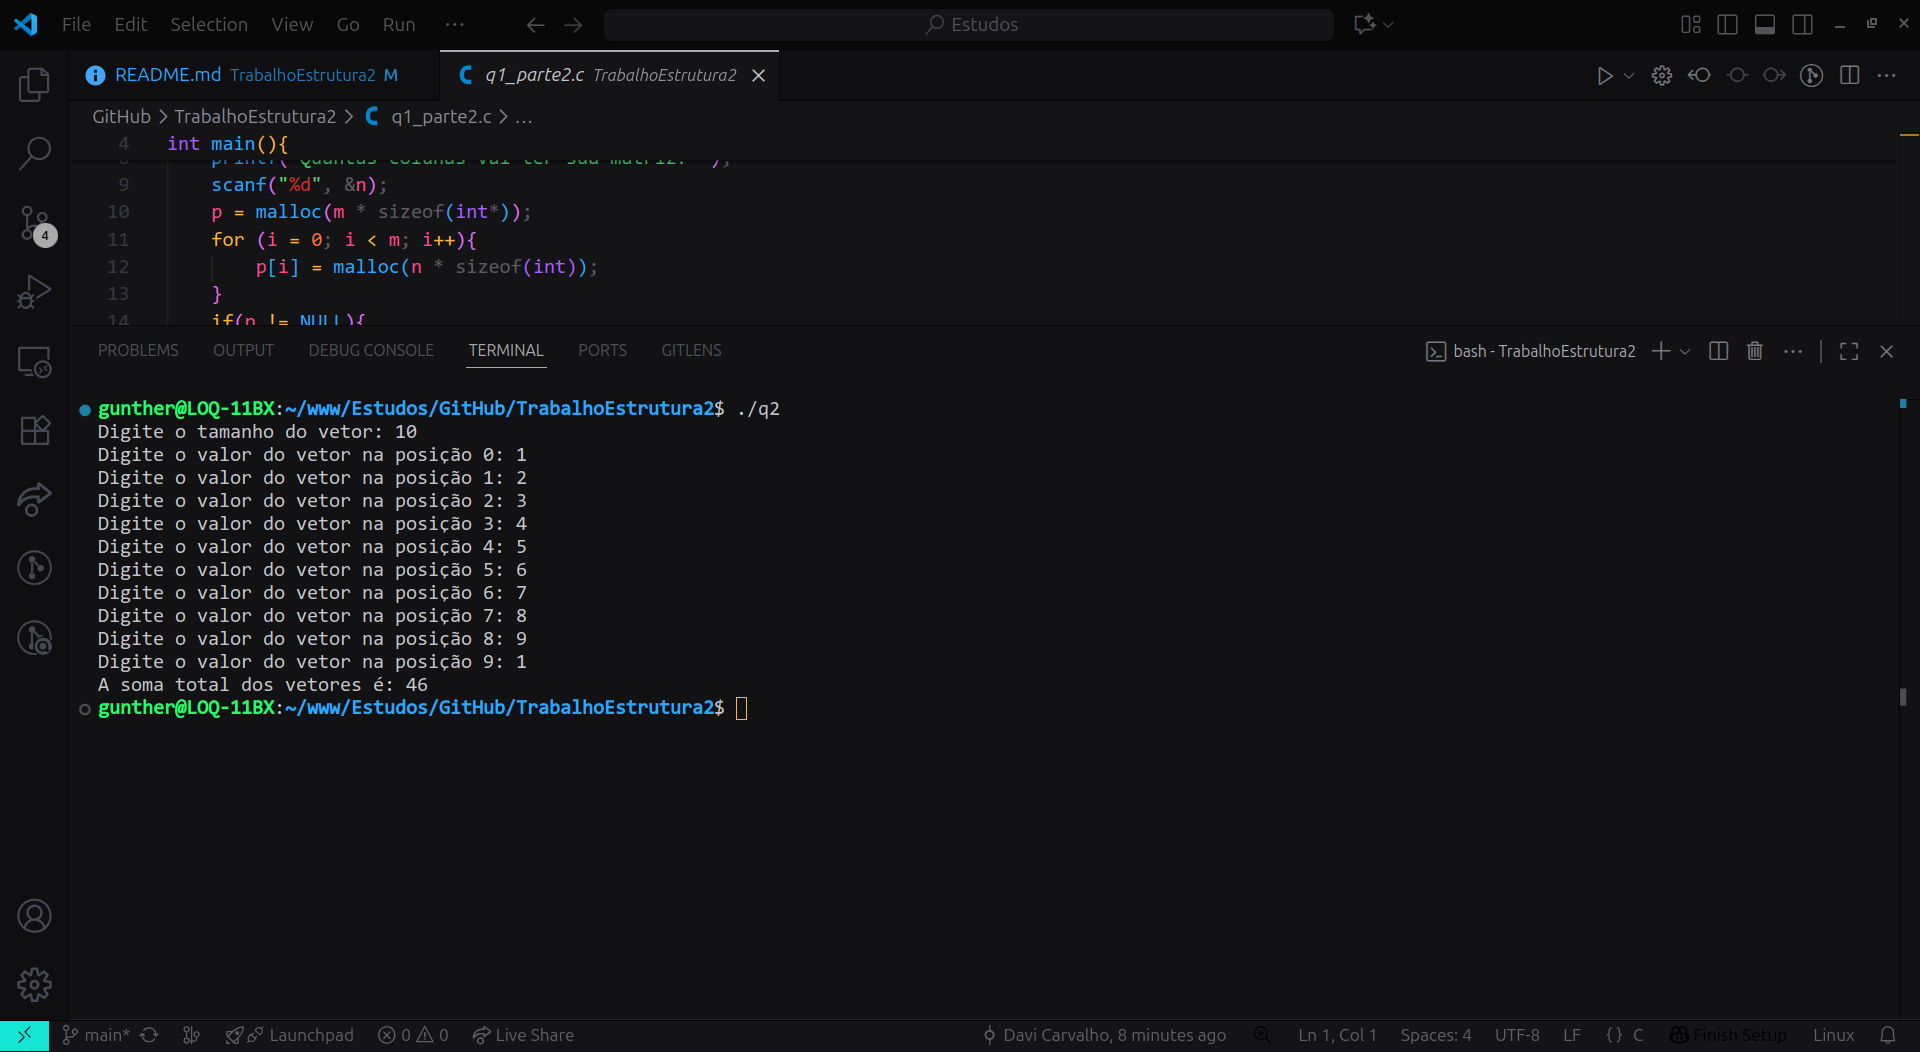 File Edit Selection View Go Run ··· Estudos
README.md TrabalhoEstrutura2 M q1_parte2.c TrabalhoEstrutura2
GitHub > TrabalhoEstrutura2 > q1_parte2.c > ...
4 int main(){
8 printf("Quantas colunas vai ter sua matriz: ");
9 scanf("%d", &n);
10 p = malloc(m * sizeof(int*));
11 for (i = 0; i < m; i++){
12 p[i] = malloc(n * sizeof(int));
13 }
14 if(p != NULL){
PROBLEMS OUTPUT DEBUG CONSOLE TERMINAL PORTS GITLENS bash - TrabalhoEstrutura2
gunther@LOQ-11BX:~/www/Estudos/GitHub/TrabalhoEstrutura2$ ./q2
Digite o tamanho do vetor: 10
Digite o valor do vetor na posição 0: 1
Digite o valor do vetor na posição 1: 2
Digite o valor do vetor na posição 2: 3
Digite o valor do vetor na posição 3: 4
Digite o valor do vetor na posição 4: 5
Digite o valor do vetor na posição 5: 6
Digite o valor do vetor na posição 6: 7
Digite o valor do vetor na posição 7: 8
Digite o valor do vetor na posição 8: 9
Digite o valor do vetor na posição 9: 1
A soma total dos vetores é: 46
gunther@LOQ-11BX:~/www/Estudos/GitHub/TrabalhoEstrutura2$
4
main* Launchpad 0 0 Live Share Davi Carvalho, 8 minutes ago Ln 1, Col 1 Spaces: 4 UTF-8 LF {} C Finish Setup Linux